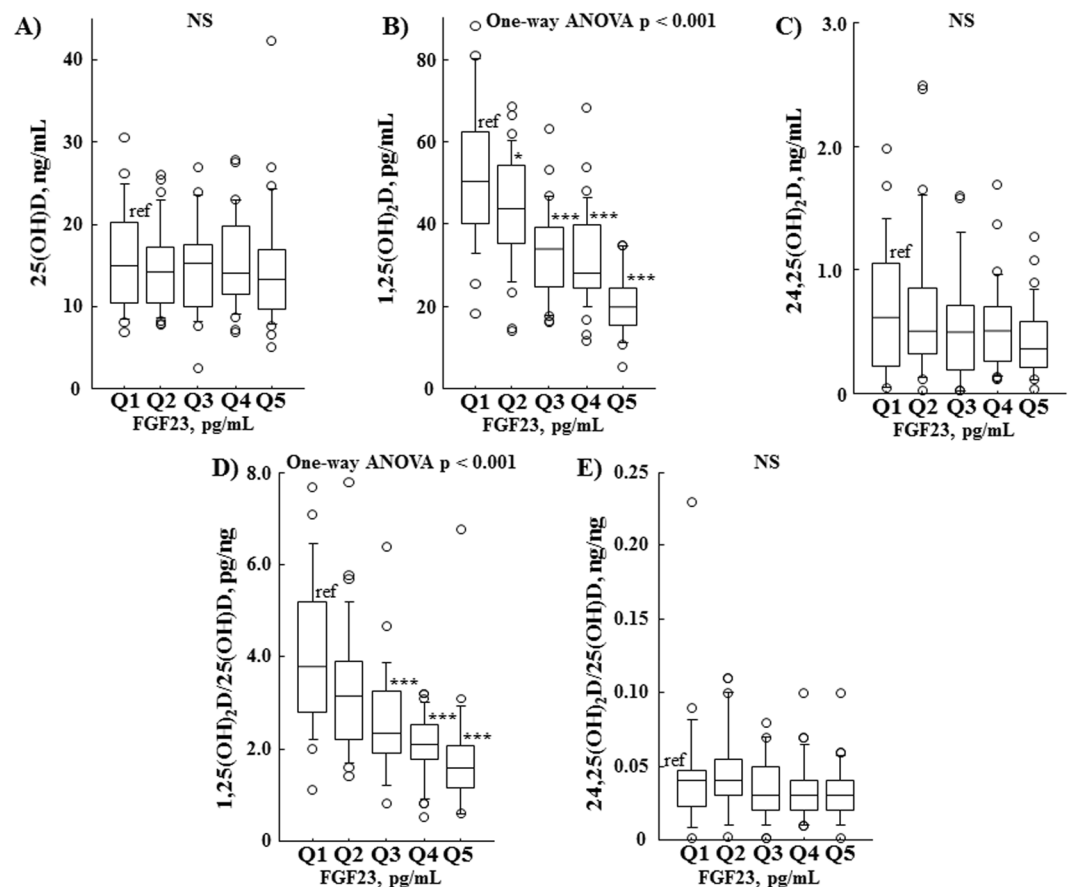 A)
NS
25(OH)D, ng/mL
40
30
20
10
0
ref
Q1 Q2 Q3 Q4 Q5
FGF23, pg/mL
B)
One-way ANOVA p < 0.001
1,25(OH)₂D, pg/mL
80
60
40
20
0
ref
*
***
***
***
Q1 Q2 Q3 Q4 Q5
FGF23, pg/mL
C)
NS
24,25(OH)₂D, ng/mL
3.0
2.0
1.0
0
ref
Q1 Q2 Q3 Q4 Q5
FGF23, pg/mL
D)
One-way ANOVA p < 0.001
1,25(OH)₂D/25(OH)D, pg/ng
8.0
6.0
4.0
2.0
0
ref
***
***
***
Q1 Q2 Q3 Q4 Q5
FGF23, pg/mL
E)
NS
24,25(OH)₂D/25(OH)D, ng/mL
0.25
0.20
0.15
0.10
0.05
0
ref
Q1 Q2 Q3 Q4 Q5
FGF23, pg/mL